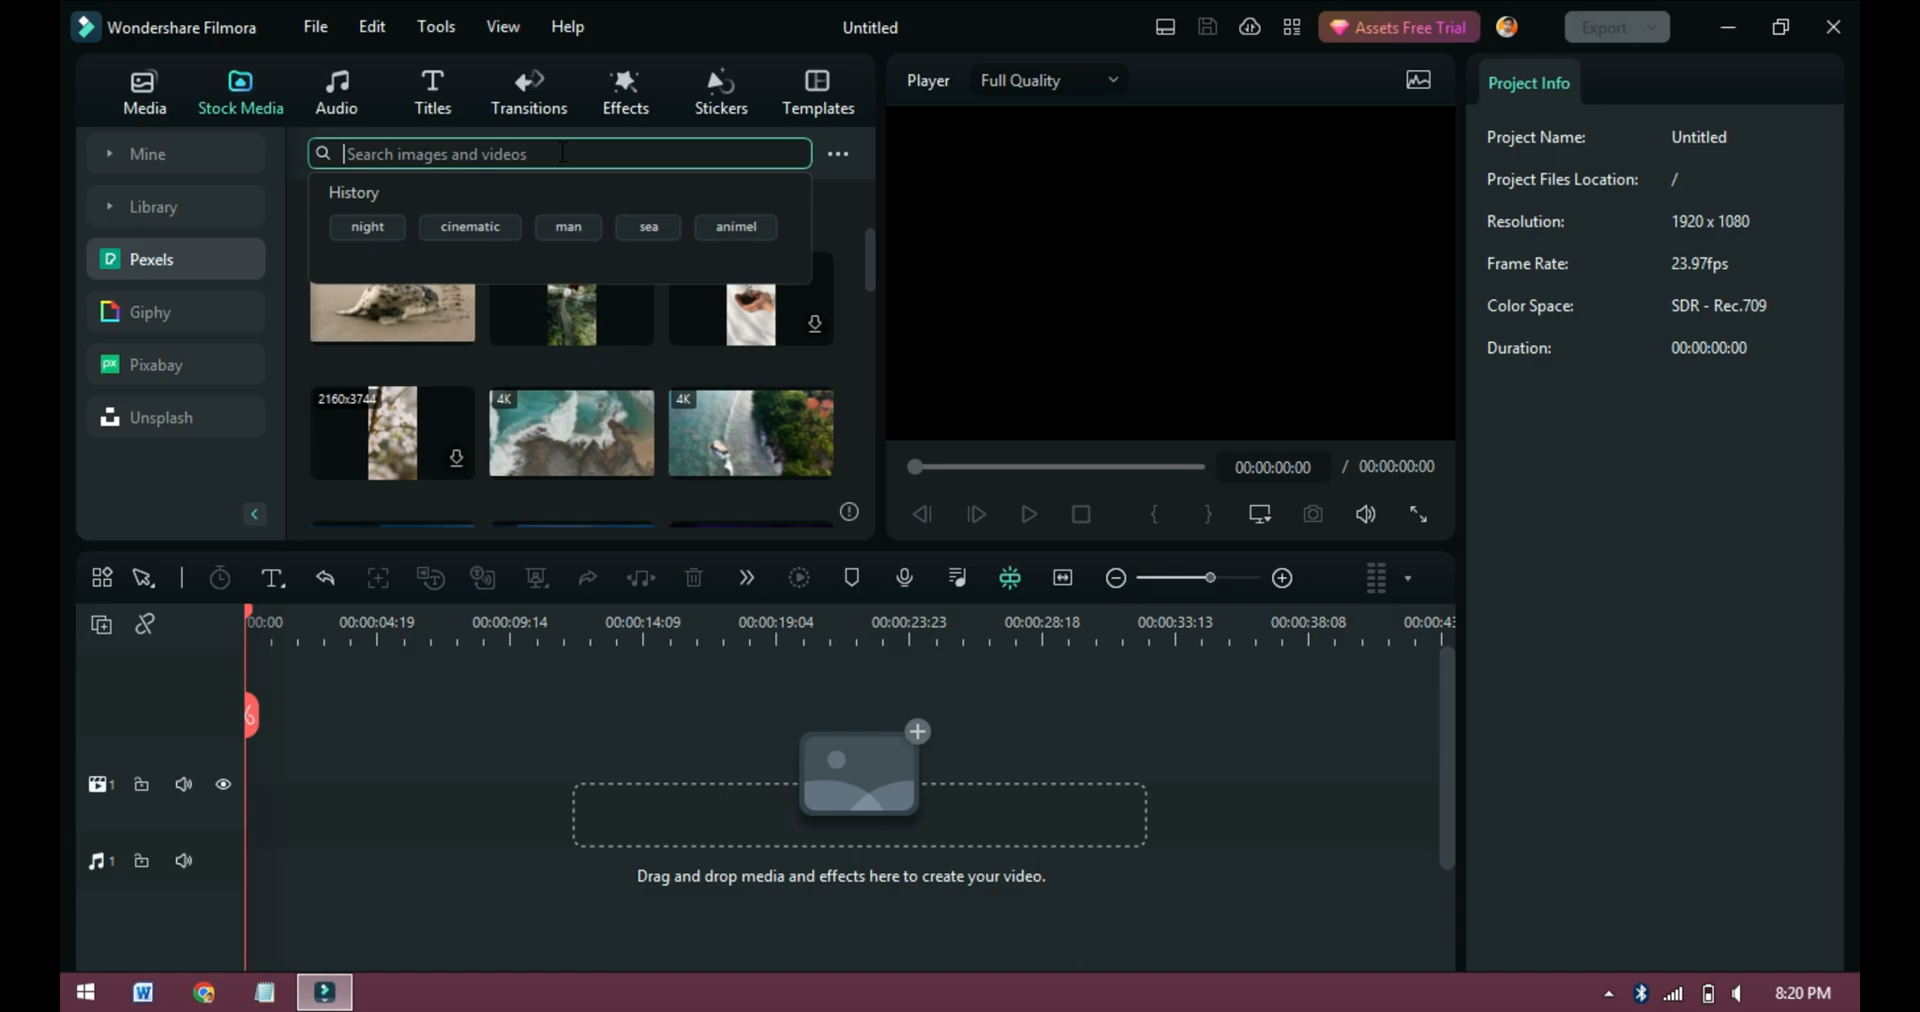 Wondershare Filmora File Edit Tools View Help Untitled Assets Free Trial Export
Media Stock Media Audio Titles Transitions Effects Stickers Templates
Player Full Quality
Project Info
Mine
Library
Pexels
Giphy
Pixabay
Unsplash
Search images and videos
History
night cinematic man sea animel
2160x3744 4K 4K
00:00:00:00 / 00:00:00:00
Project Name: Untitled
Project Files Location: /
Resolution: 1920 x 1080
Frame Rate: 23.97fps
Color Space: SDR - Rec.709
Duration: 00:00:00:00
00:00 00:00:04:19 00:00:09:14 00:00:14:09 00:00:19:04 00:00:23:23 00:00:28:18 00:00:33:13 00:00:38:08 00:00:43
1
1
Drag and drop media and effects here to create your video.
8:20 PM